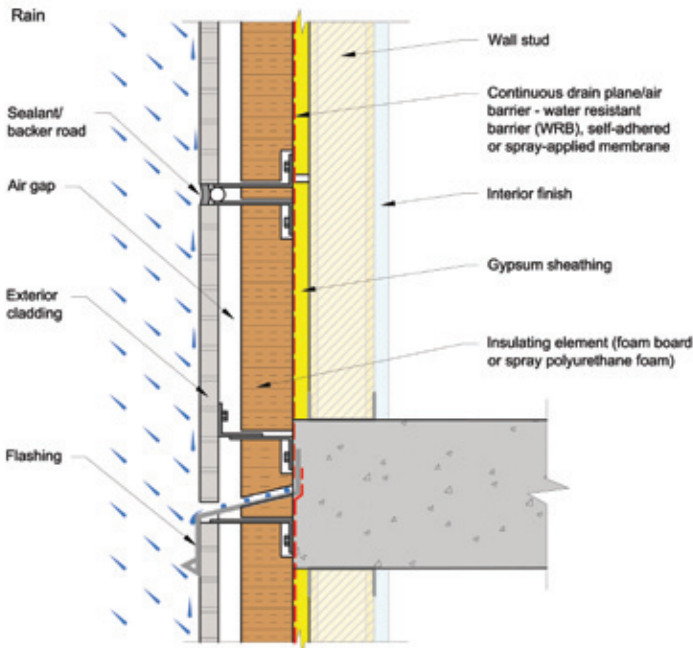 Rain
Sealant/
backer road
Air gap
Exterior
cladding
Flashing
Wall stud
Continuous drain plane/air
barrier - water resistant
barrier (WRB), self-adhered
or spray-applied membrane
Interior finish
Gypsum sheathing
Insulating element (foam board
or spray polyurethane foam)